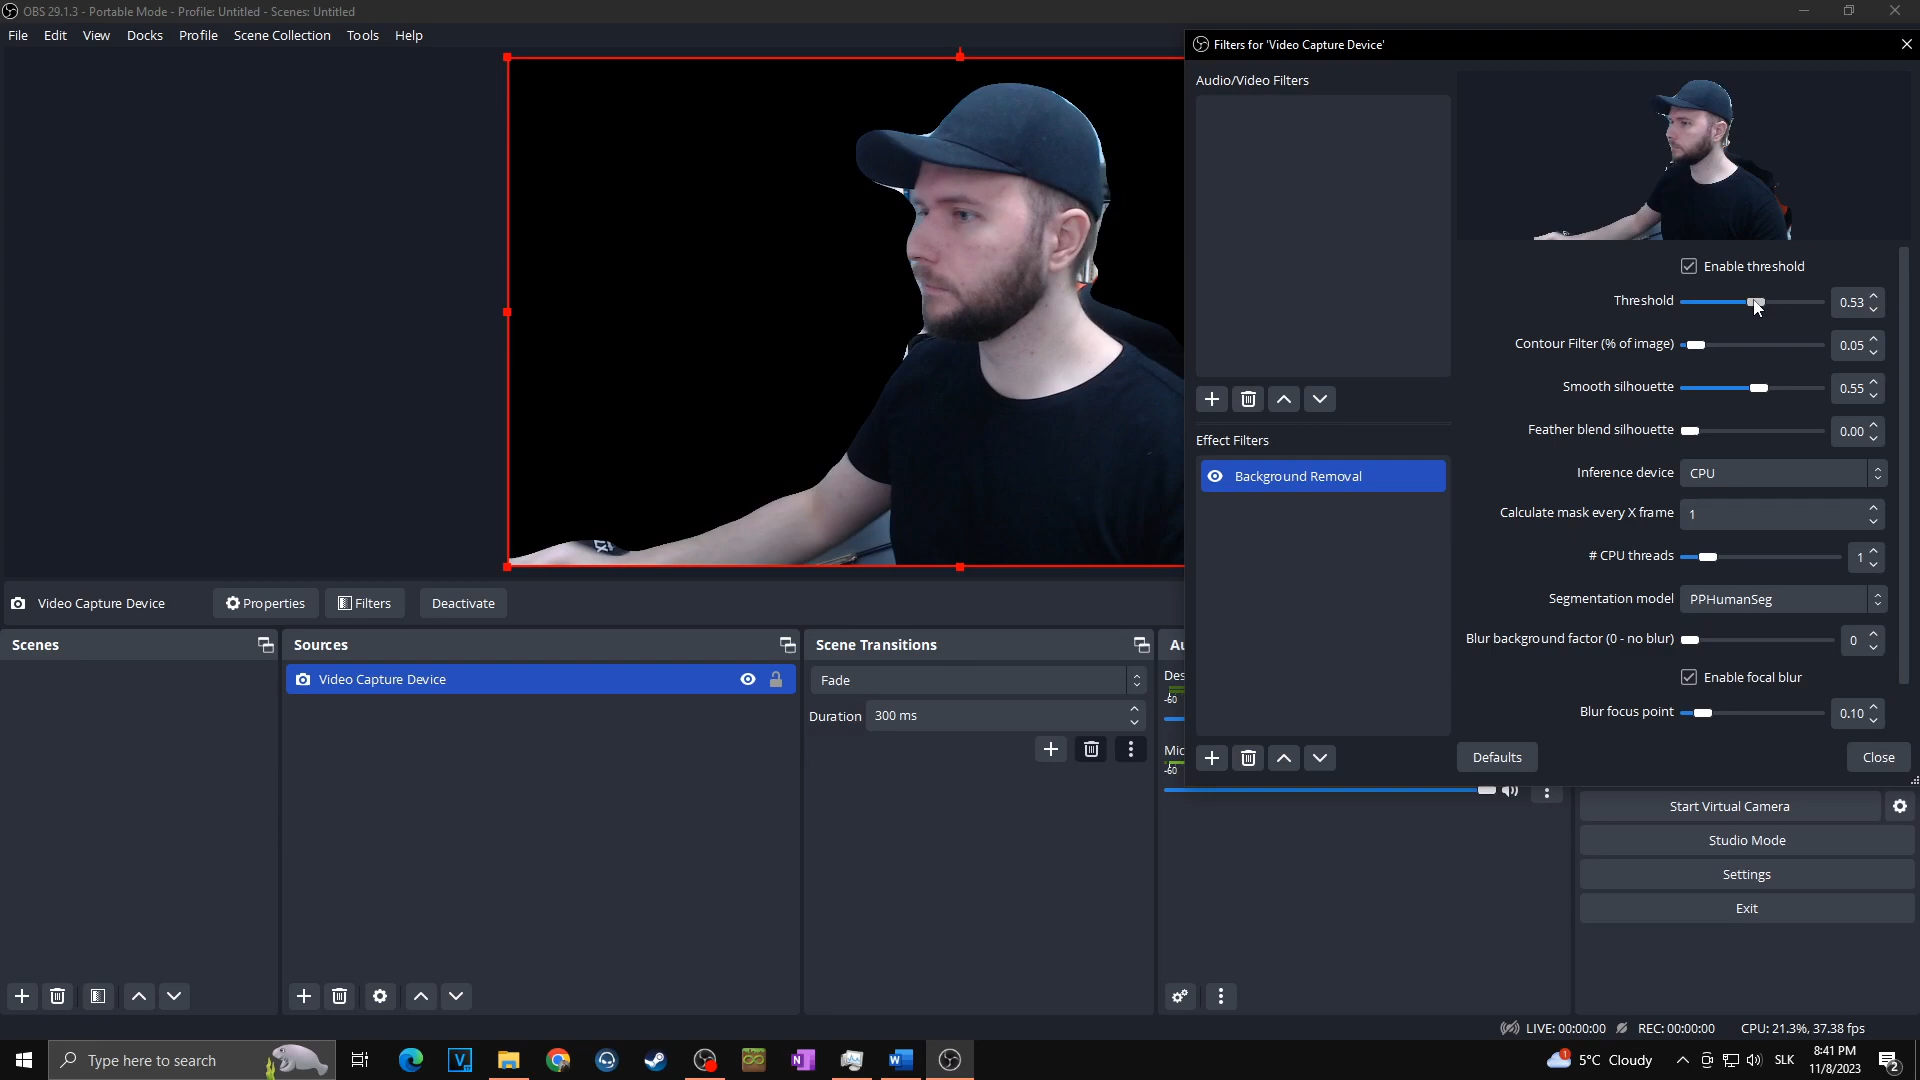 OBS 29.1.3 - Portable Mode - Profile: Untitled - Scenes: Untitled
File Edit View Docks Profile Scene Collection Tools Help
Filters for 'Video Capture Device'
Audio/Video Filters
Enable threshold
Threshold 0.53
Contour Filter (% of image) 0.05
Smooth silhouette 0.55
Feather blend silhouette 0.00
Effect Filters
Background Removal
Inference device CPU
Calculate mask every X frame 1
# CPU threads 1
Segmentation model PPHumanSeg
Blur background factor (0 - no blur) 0
Enable focal blur
Blur focus point 0.10
Defaults Close
Video Capture Device Properties Filters Deactivate
Scenes
Sources
Video Capture Device
Scene Transitions
Fade
Duration 300 ms
Au
Des
-60
Mic
-60
Start Virtual Camera
Studio Mode
Settings
Exit
LIVE: 00:00:00 REC: 00:00:00 CPU: 21.3%, 37.38 fps
Type here to search
1
5°C Cloudy
SLK
8:41 PM
11/8/2023
2